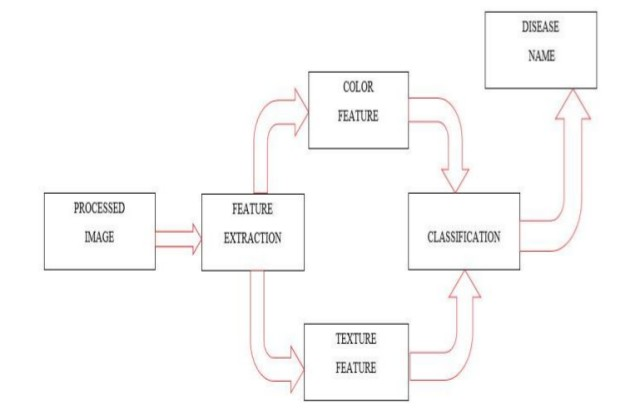 DISEASE
NAME
COLOR
FEATURE
PROCESSED
IMAGE
FEATURE
EXTRACTION
CLASSIFICATION
TEXTURE
FEATURE